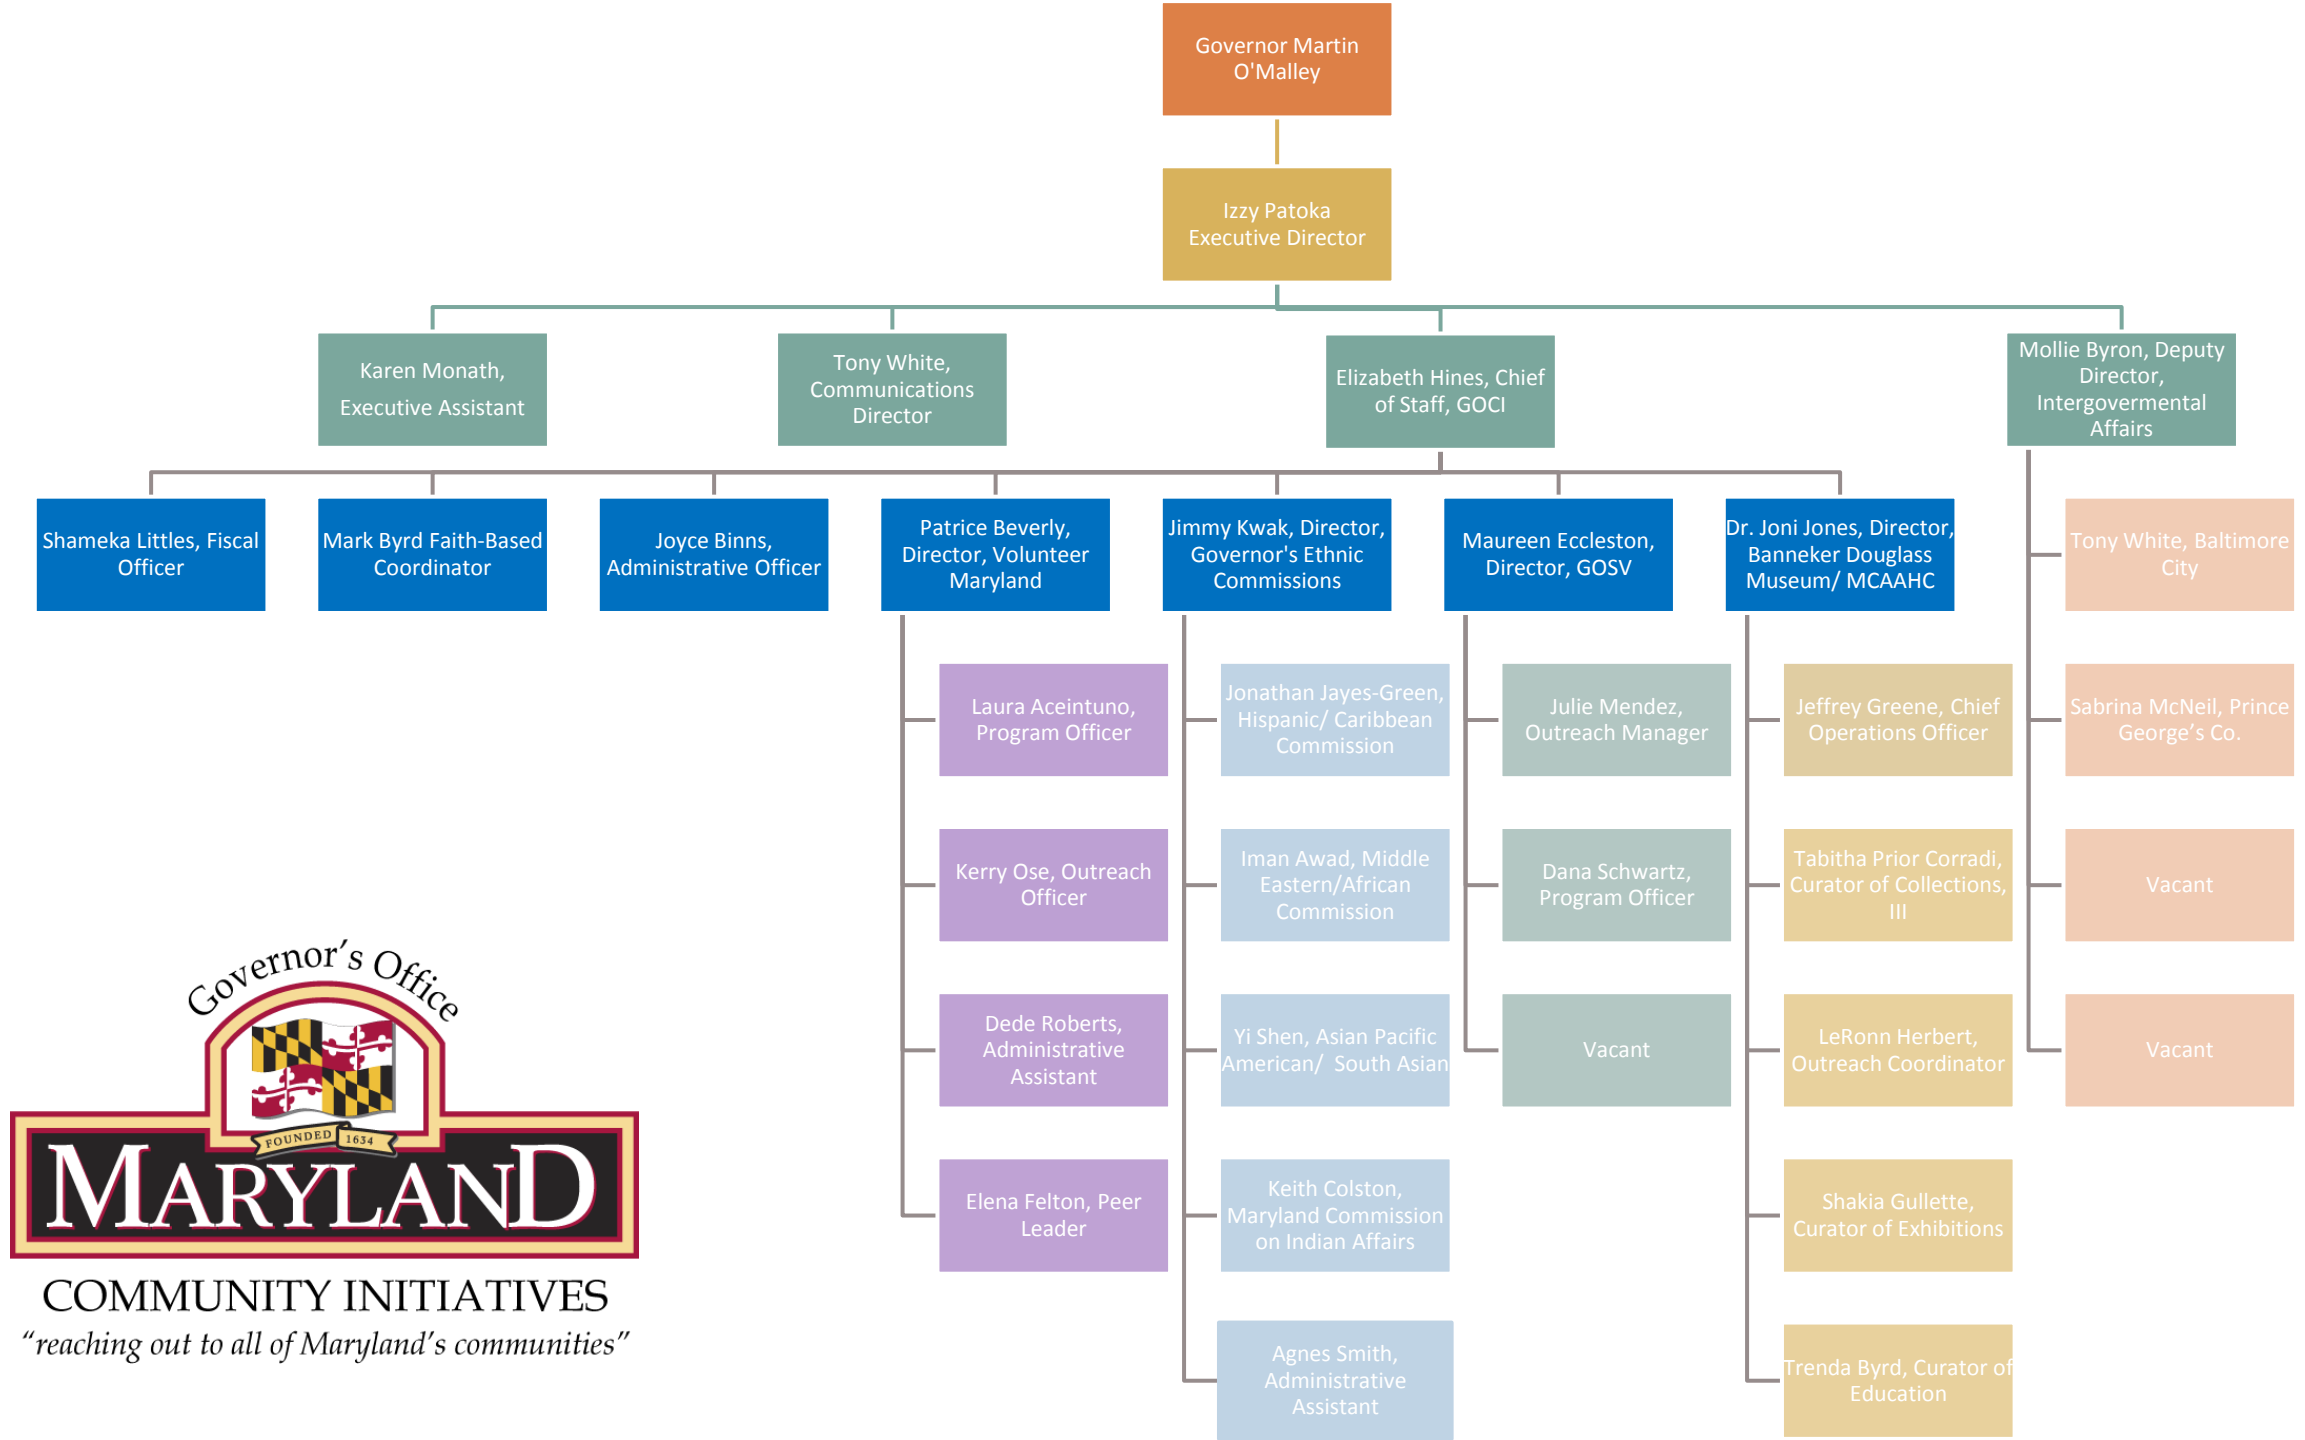 Governor Martin
O'Malley
Izzy Patoka
Executive Director
Karen Monath,
Executive Assistant
Tony White,
Communications
Director
Elizabeth Hines, Chief
of Staff, GOCI
Mollie Byron, Deputy
Director,
Intergovermental
Affairs
Shameka Littles, Fiscal
Officer
Mark Byrd Faith-Based
Coordinator
Joyce Binns,
Administrative Officer
Patrice Beverly,
Director, Volunteer
Maryland
Jimmy Kwak, Director,
Governor's Ethnic
Commissions
Maureen Eccleston,
Director, GOSV
Dr. Joni Jones, Director,
Banneker Douglass
Museum/ MCAAHC
Tony White, Baltimore
City
Laura Aceintuno,
Program Officer
Jonathan Jayes-Green,
Hispanic/ Caribbean
Commission
Julie Mendez,
Outreach Manager
Jeffrey Greene, Chief
Operations Officer
Sabrina McNeil, Prince
George’s Co.
Kerry Ose, Outreach
Officer
Iman Awad, Middle
Eastern/African
Commission
Dana Schwartz,
Program Officer
Tabitha Prior Corradi,
Curator of Collections,
III
Vacant
Dede Roberts,
Administrative
Assistant
Yi Shen, Asian Pacific
American/  South Asian
Vacant
LeRonn Herbert,
Outreach Coordinator
Vacant
Elena Felton, Peer
Leader
Keith Colston,
Maryland Commission
on Indian Affairs
Shakia Gullette,
Curator of Exhibitions
Agnes Smith,
Administrative
Assistant
Trenda Byrd, Curator of
Education
Governor’s Office
FOUNDED 1634
MARYLAND
COMMUNITY INITIATIVES
“reaching out to all of Maryland’s communities”